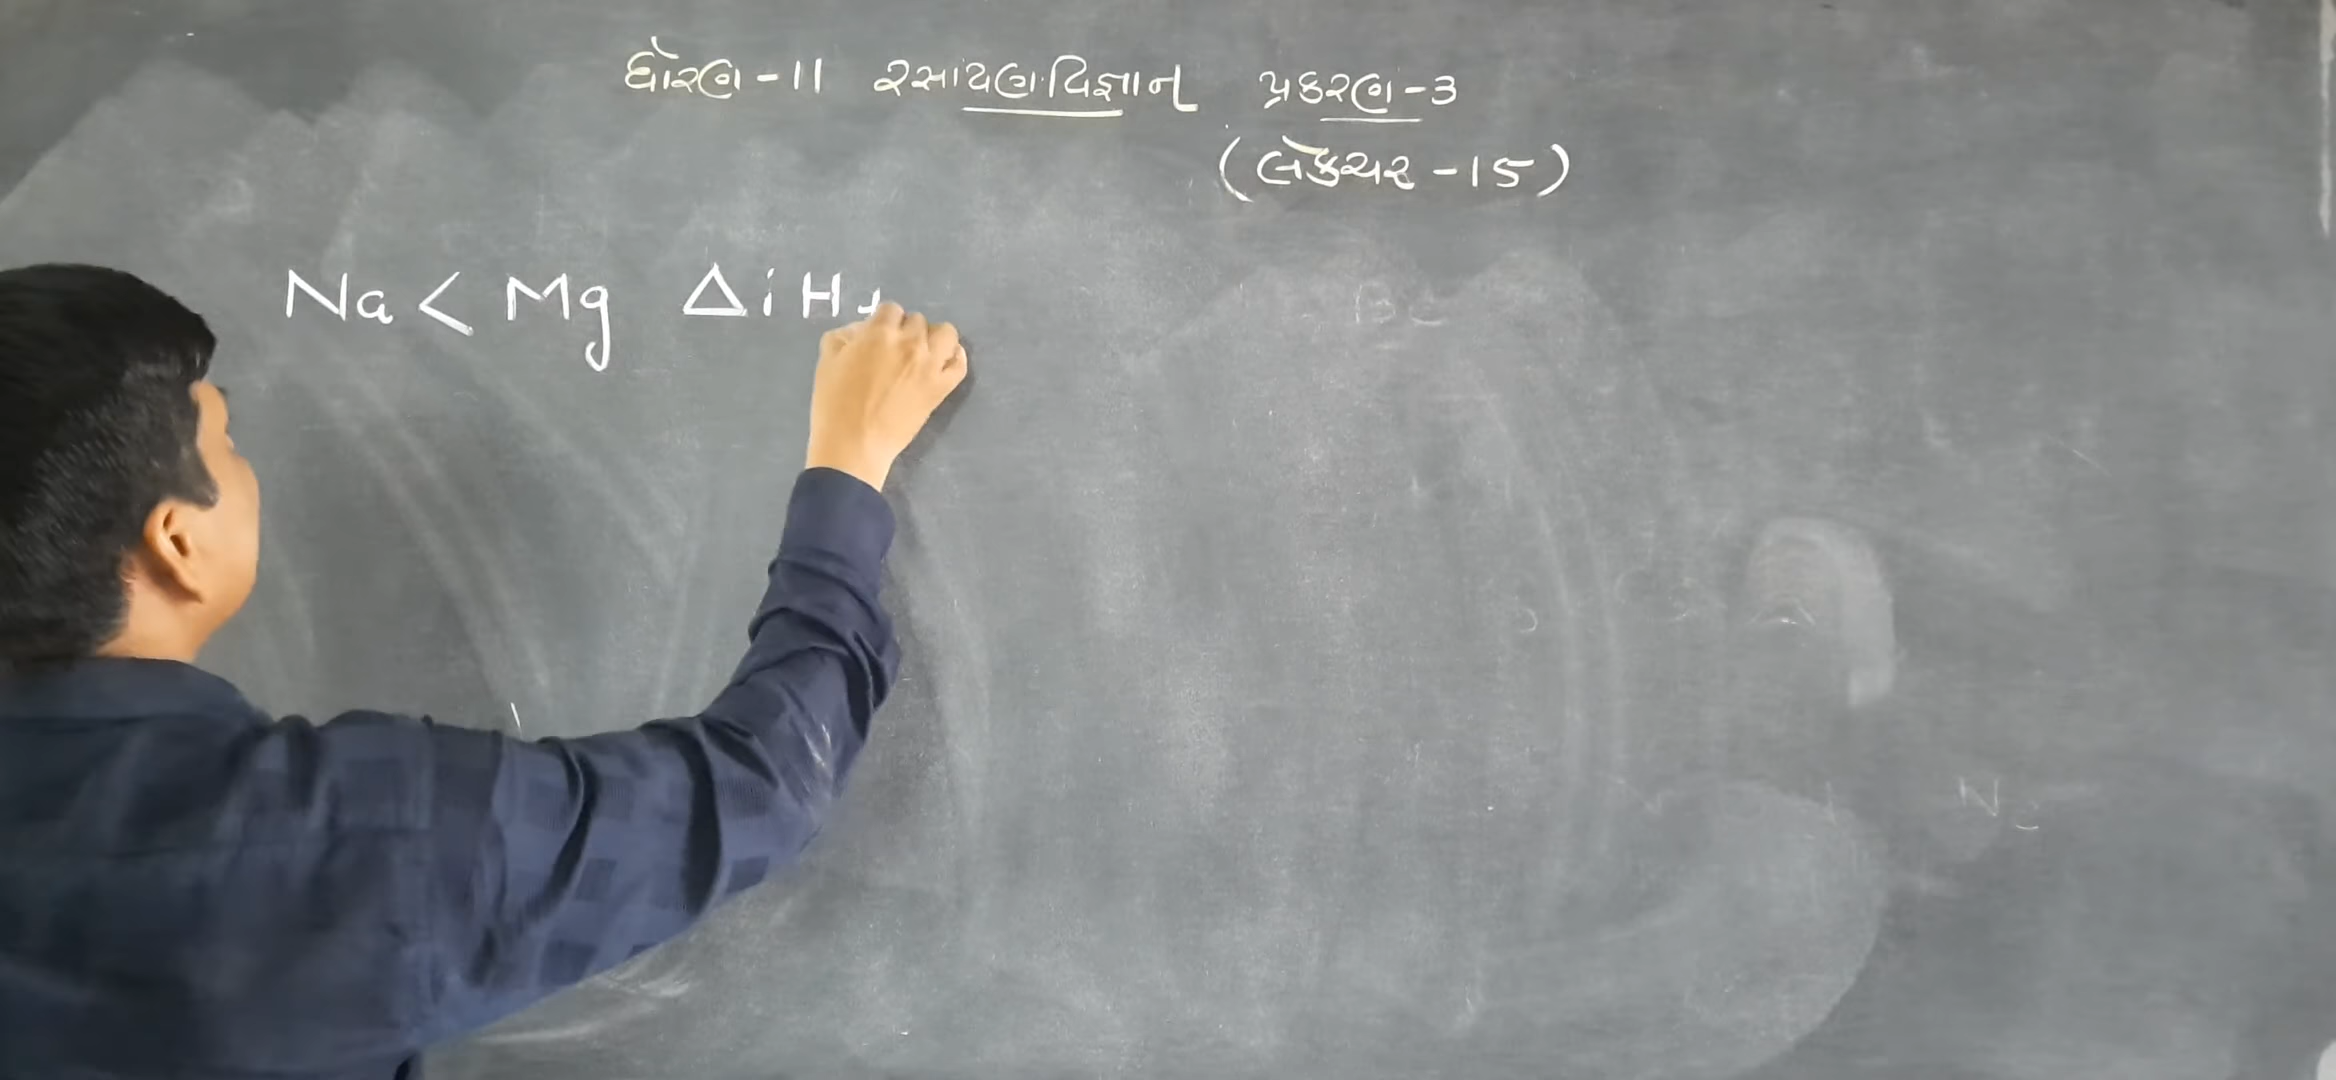 ધોરણ-11 રસાયણવિજ્ઞાન પ્રકરણ-3
(લેક્ચર-15)
Na < Mg ΔiH